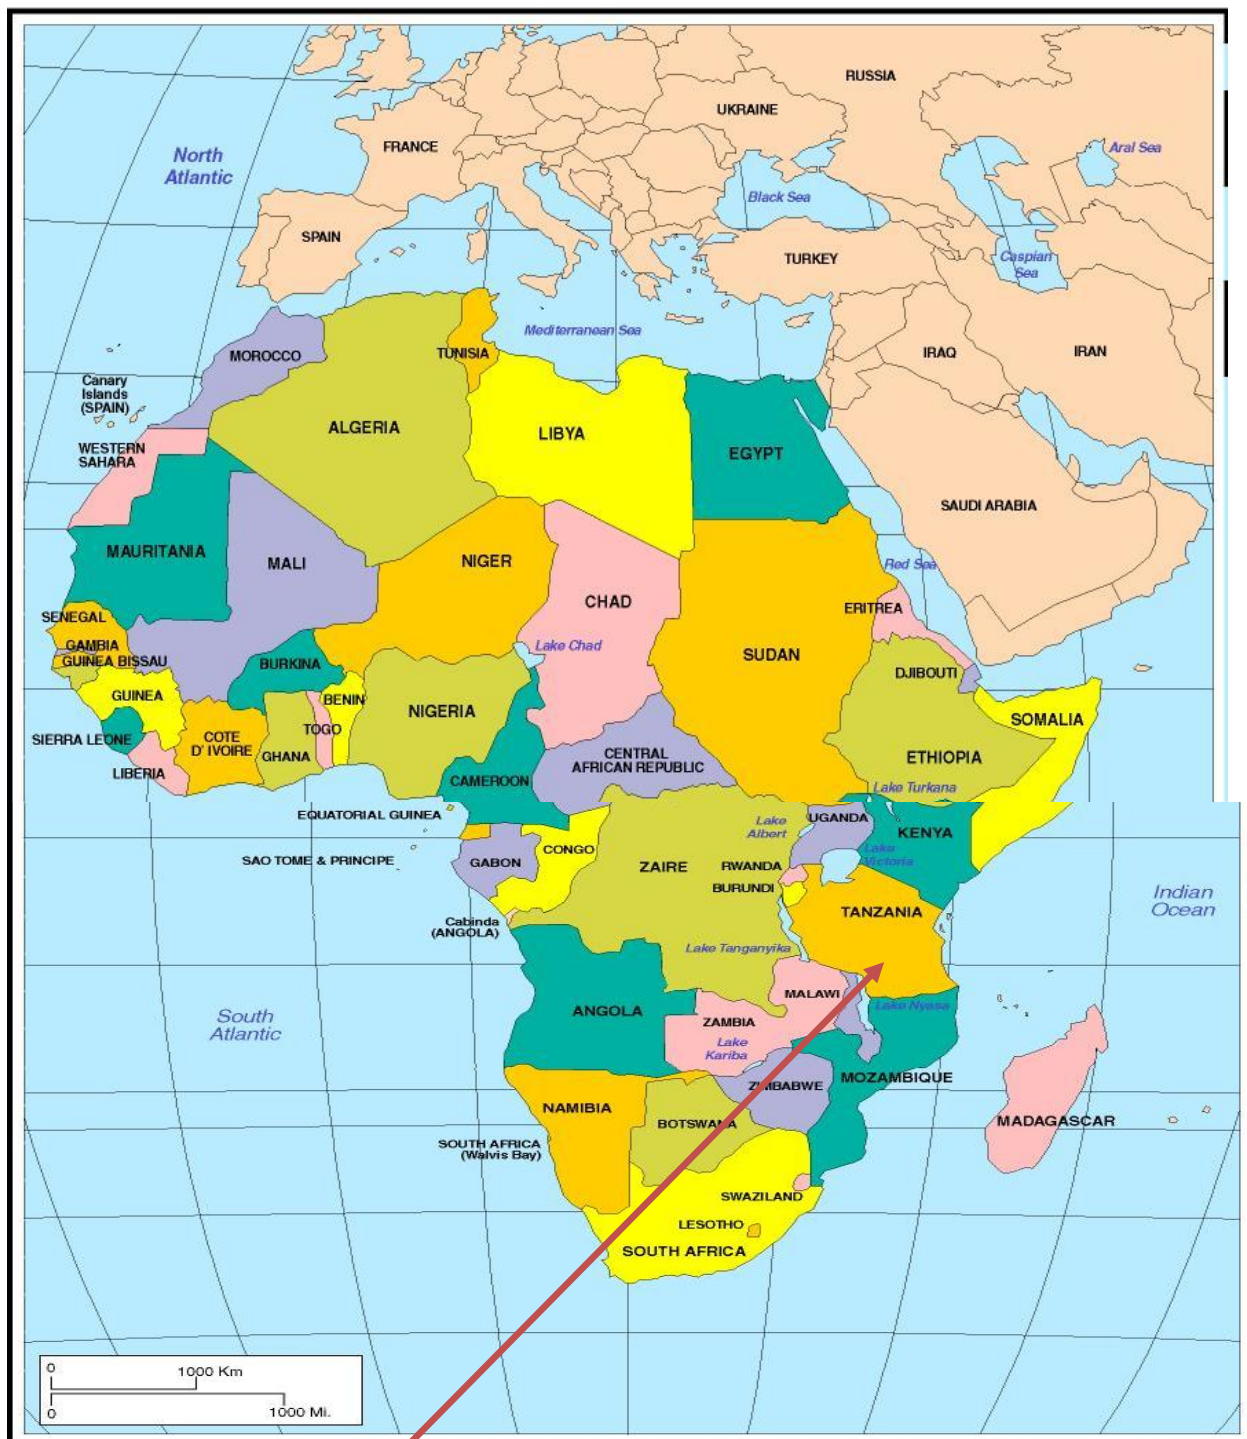 RUSSIA
UKRAINE
FRANCE
Aral Sea
North
Atlantic
Black Sea
SPAIN
TURKEY
Caspian
Sea
Mediterranean Sea
MOROCCO
TUNISIA
IRAQ
IRAN
Canary
Islands
(SPAIN)
ALGERIA
LIBYA
EGYPT
WESTERN
SAHARA
SAUDI ARABIA
MAURITANIA
MALI
NIGER
CHAD
Red Sea
ERITREA
SENEGAL
GAMBIA
GUINEA BISSAU
BURKINA
Lake Chad
SUDAN
DJIBOUTI
GUINEA
BENIN
NIGERIA
SOMALIA
TOGO
SIERRA LEONE
COTE
D' IVOIRE
GHANA
CENTRAL
AFRICAN REPUBLIC
ETHIOPIA
LIBERIA
CAMEROON
Lake Turkana
EQUATORIAL GUINEA
Lake
Albert
UGANDA
KENYA
SAO TOME & PRINCIPE
GABON
CONGO
ZAIRE
RWANDA
Lake
Victoria
BURUNDI
Indian
Ocean
Cabinda
(ANGOLA)
TANZANIA
Lake Tanganyika
MALAWI
Lake Nyasa
South
Atlantic
ANGOLA
ZAMBIA
Lake
Kariba
ZIMBABWE
MOZAMBIQUE
NAMIBIA
BOTSWANA
MADAGASCAR
SOUTH AFRICA
(Walvis Bay)
SWAZILAND
LESOTHO
SOUTH AFRICA
0
1000 Km
0
1000 Mi.